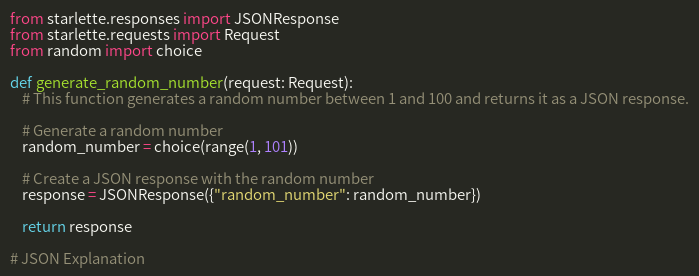 from starlette.responses import JSONResponse
from starlette.requests import Request
from random import choice

def generate_random_number(request: Request):
    # This function generates a random number between 1 and 100 and returns it as a JSON response.

    # Generate a random number
    random_number = choice(range(1, 101))

    # Create a JSON response with the random number
    response = JSONResponse({"random_number": random_number})

    return response

# JSON Explanation